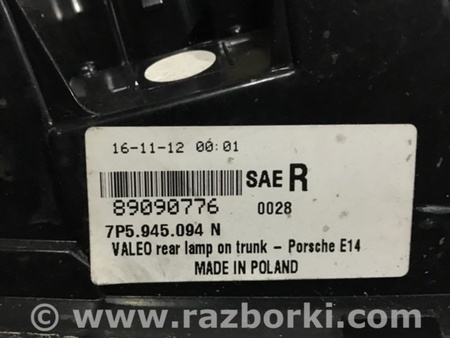 16-11-12 00:01
SAE R
89090776 0028
7P5.945.094 N
VALEO rear lamp on trunk - Porsche E14
MADE IN POLAND
www.razborki.com